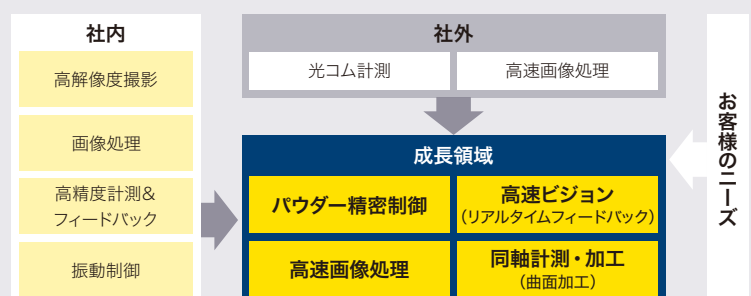 社内
高解像度撮影
画像処理
高精度計測&
フィードバック
振動制御
社外
光コム計測
高速画像処理
成長領域
パウダー精密制御
高速ビジョン
(リアルタイムフィードバック)
高速画像処理
同軸計測・加工
(曲面加工)
お客様のニーズ